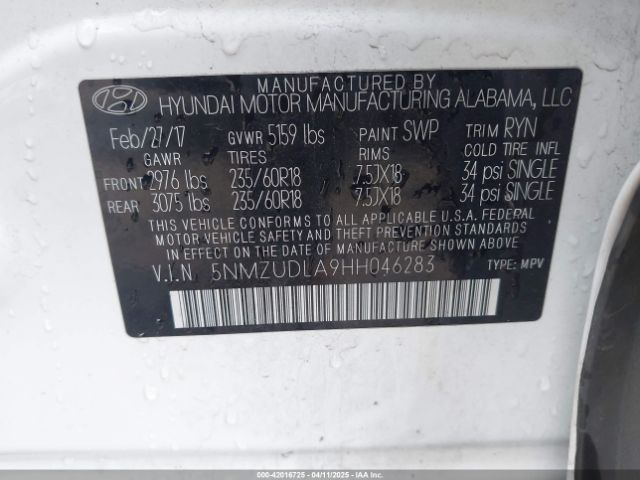 MANUFACTURED BY
HYUNDAI MOTOR MANUFACTURING ALABAMA, LLC
Feb/27/17 GVWR 5159 lbs PAINT SWP TRIM RYN
GAWR TIRES RIMS COLD TIRE INFL
FRONT 2976 lbs 235/60R18 7.5JX18 34 psi SINGLE
REAR 3075 lbs 235/60R18 7.5JX18 34 psi SINGLE
THIS VEHICLE CONFORMS TO ALL APPLICABLE U.S.A. FEDERAL
MOTOR VEHICLE SAFETY AND THEFT PREVENTION STANDARDS
IN EFFECT ON THE DATE OF MANUFACTURE SHOWN ABOVE.
V.I.N 5NMZUDLA9HH046283 TYPE: MPV
000-42016725 - 04/11/2025 - IAAI.COM